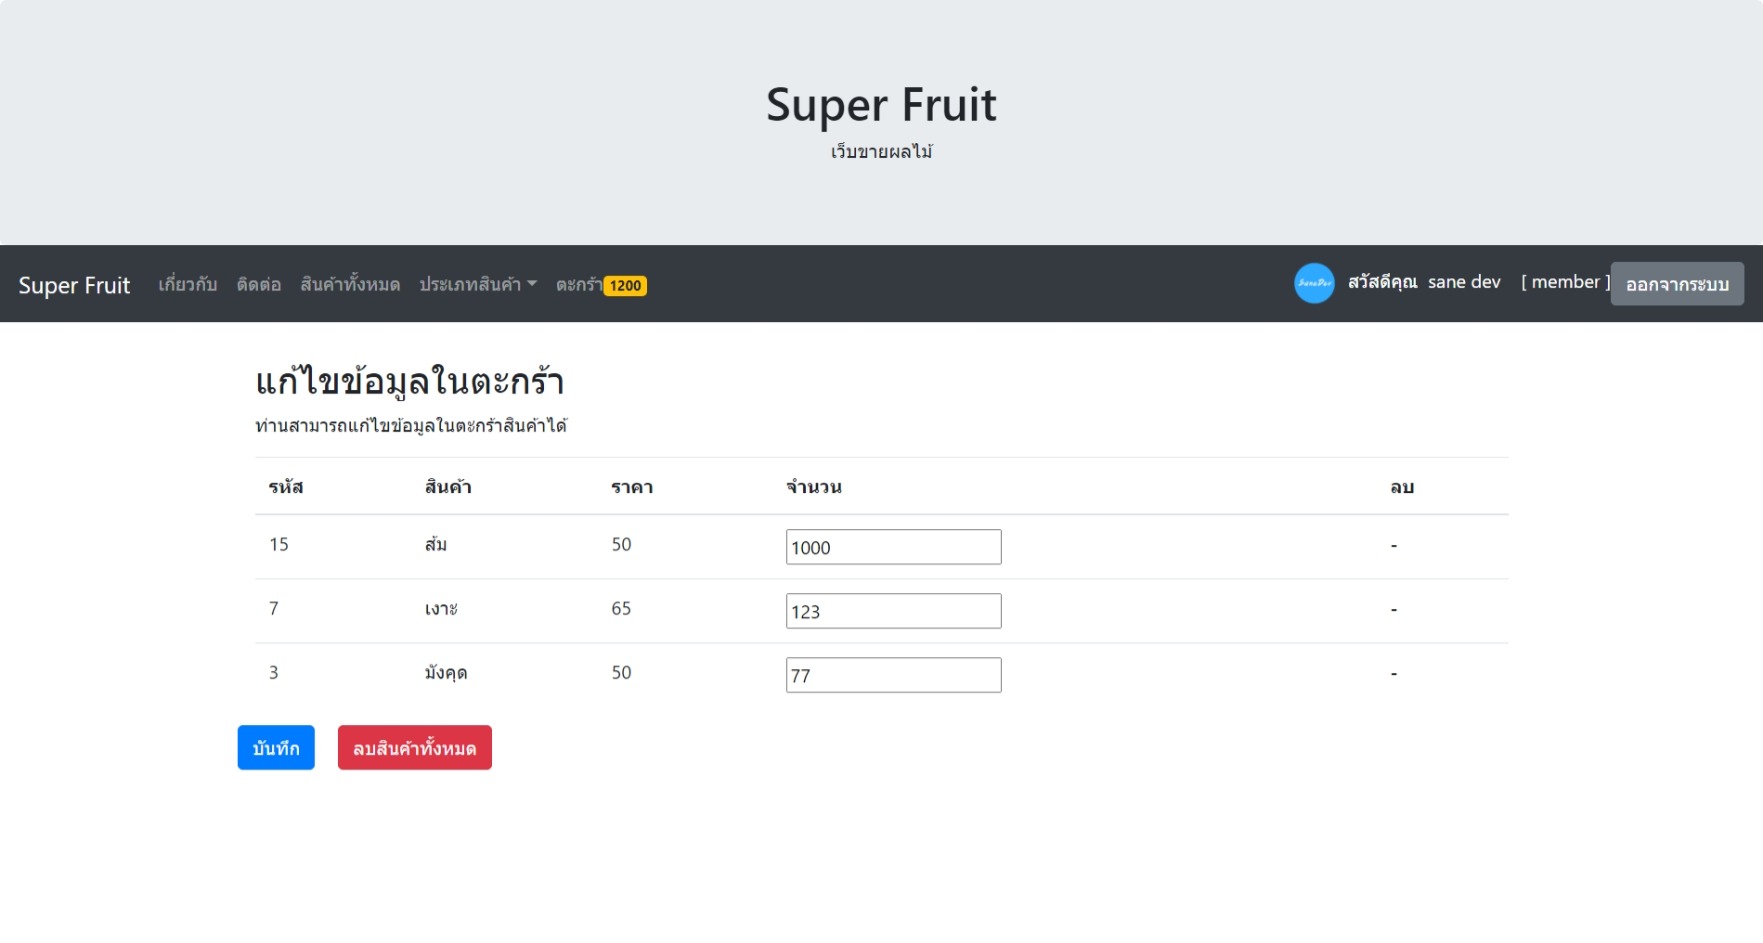 Super Fruit
เว็บขายผลไม้
Super Fruit เกี่ยวกับ ติดต่อ สินค้าทั้งหมด ประเภทสินค้า ตะกร้า 1200 SaneDev สวัสดีคุณ sane dev [ member ] ออกจากระบบ
แก้ไขข้อมูลในตะกร้า
ท่านสามารถแก้ไขข้อมูลในตะกร้าสินค้าได้
รหัส สินค้า ราคา จำนวน ลบ
15 ส้ม 50 1000 -
7 เงาะ 65 123 -
3 มังคุด 50 77 -
บันทึก ลบสินค้าทั้งหมด